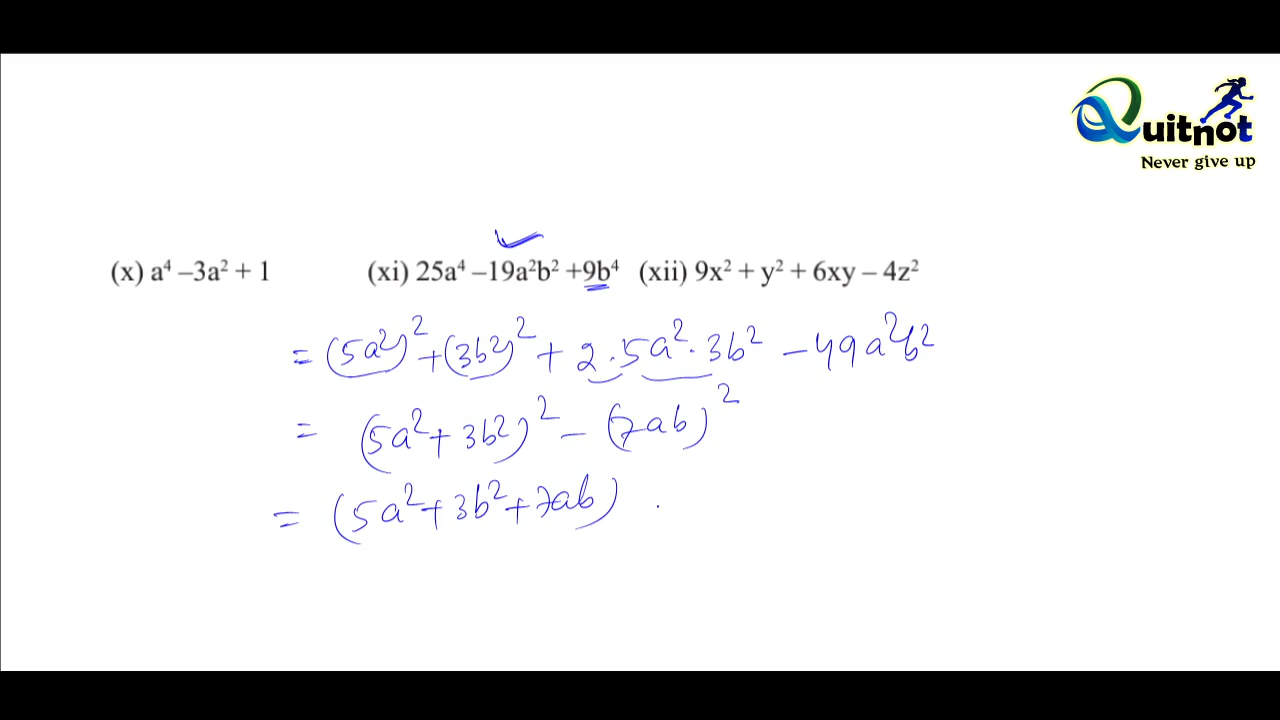 Quitnot
Never give up
(x) a⁴ –3a² + 1 (xi) 25a⁴ –19a²b² +9b⁴ (xii) 9x² + y² + 6xy – 4z²
= (5a²)² + (3b²)² + 2 · 5a² · 3b² – 49a²b²
= (5a² + 3b²)² – (7ab)²
= (5a² + 3b² + 7ab)